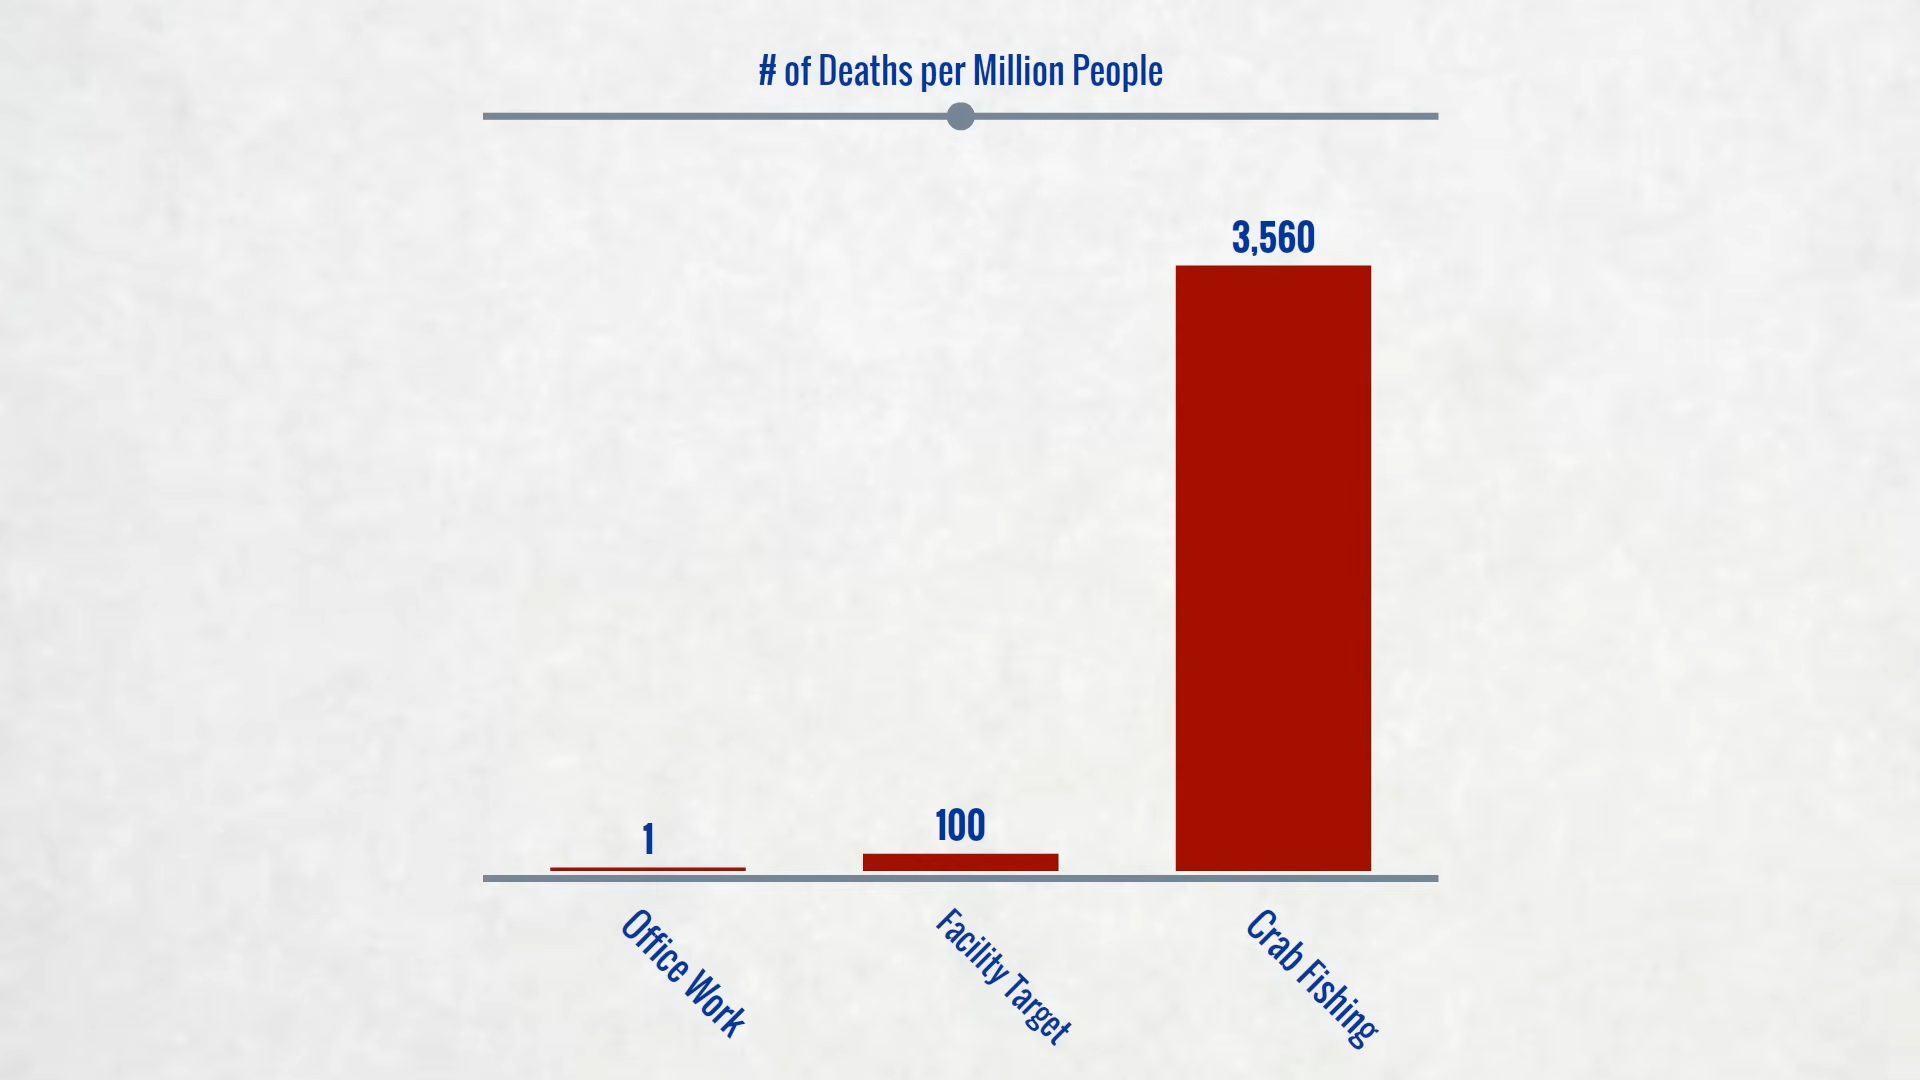 # of Deaths per Million People
3,560
1
100
Office Work
Facility Target
Crab Fishing